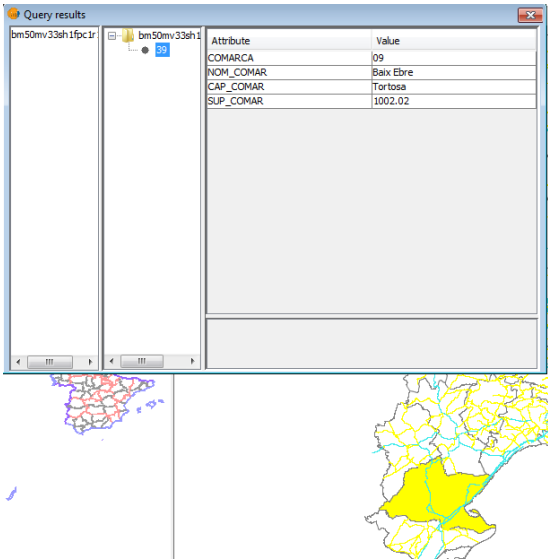 Query results
bm50mv33sh1fpc1r
bm50mv33sh1
39
Attribute Value
COMARCA 09
NOM_COMAR Baix Ebre
CAP_COMAR Tortosa
SUP_COMAR 1002.02